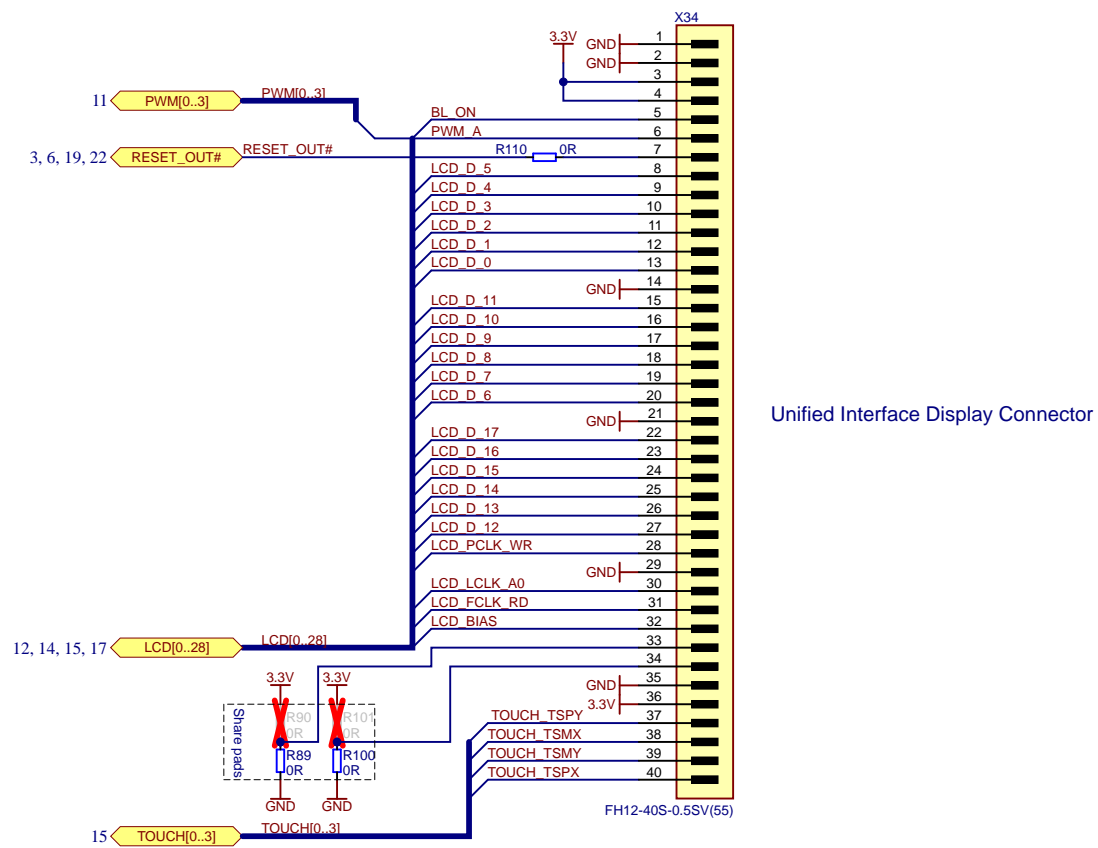 X34
3.3V
GND 1
GND 2
3
4
11 PWM[0..3] PWM[0..3]
BL_ON 5
PWM_A 6
3, 6, 19, 22 RESET_OUT# RESET_OUT# R110 0R 7
LCD_D_5 8
LCD_D_4 9
LCD_D_3 10
LCD_D_2 11
LCD_D_1 12
LCD_D_0 13
GND 14
LCD_D_11 15
LCD_D_10 16
LCD_D_9 17
LCD_D_8 18
LCD_D_7 19
LCD_D_6 20
GND 21
Unified Interface Display Connector
LCD_D_17 22
LCD_D_16 23
LCD_D_15 24
LCD_D_14 25
LCD_D_13 26
LCD_D_12 27
LCD_PCLK_WR 28
GND 29
LCD_LCLK_A0 30
LCD_FCLK_RD 31
LCD_BIAS 32
12, 14, 15, 17 LCD[0..28] LCD[0..28] 33
34
3.3V 3.3V GND 35
3.3V 36
Share pads
R90 R101
0R 0R
R89 R100
0R 0R
GND GND
TOUCH_TSPY 37
TOUCH_TSMX 38
TOUCH_TSMY 39
TOUCH_TSPX 40
FH12-40S-0.5SV(55)
15 TOUCH[0..3] TOUCH[0..3]